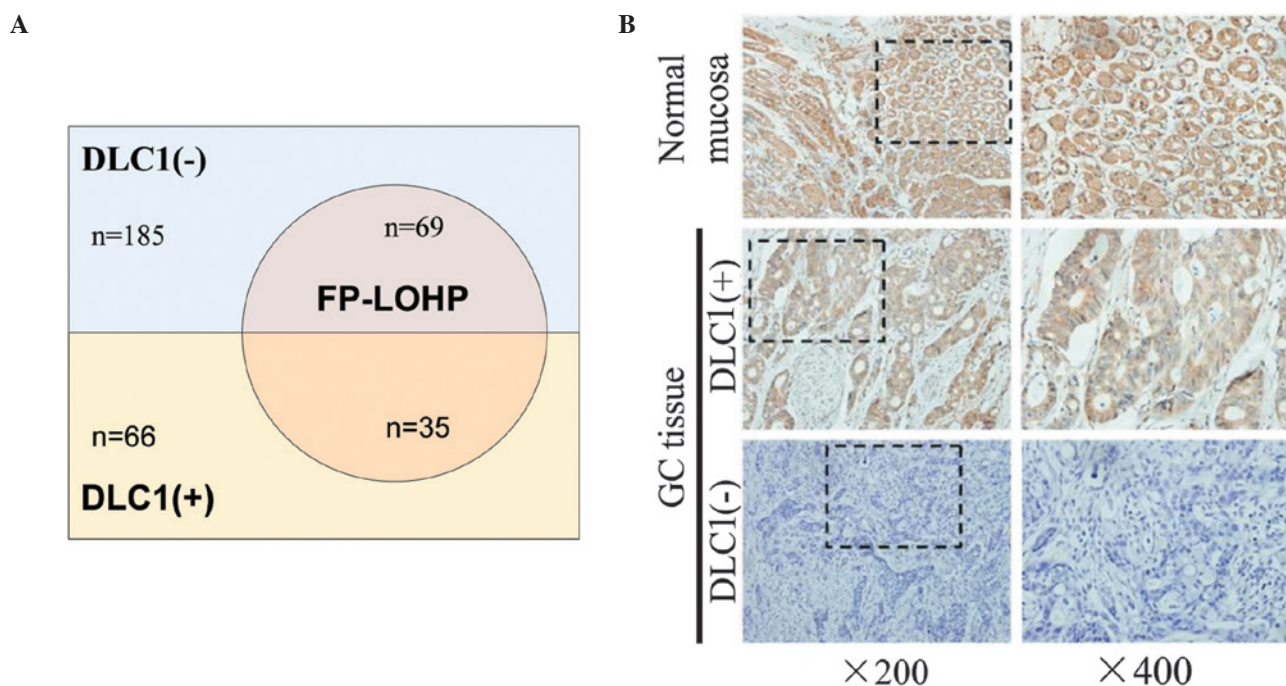 A
DLC1(-)
n=185
n=69
FP-LOHP
n=35
n=66
DLC1(+)
B
Normal
mucosa
GC tissue
DLC1(+)
DLC1(-)
×200
×400